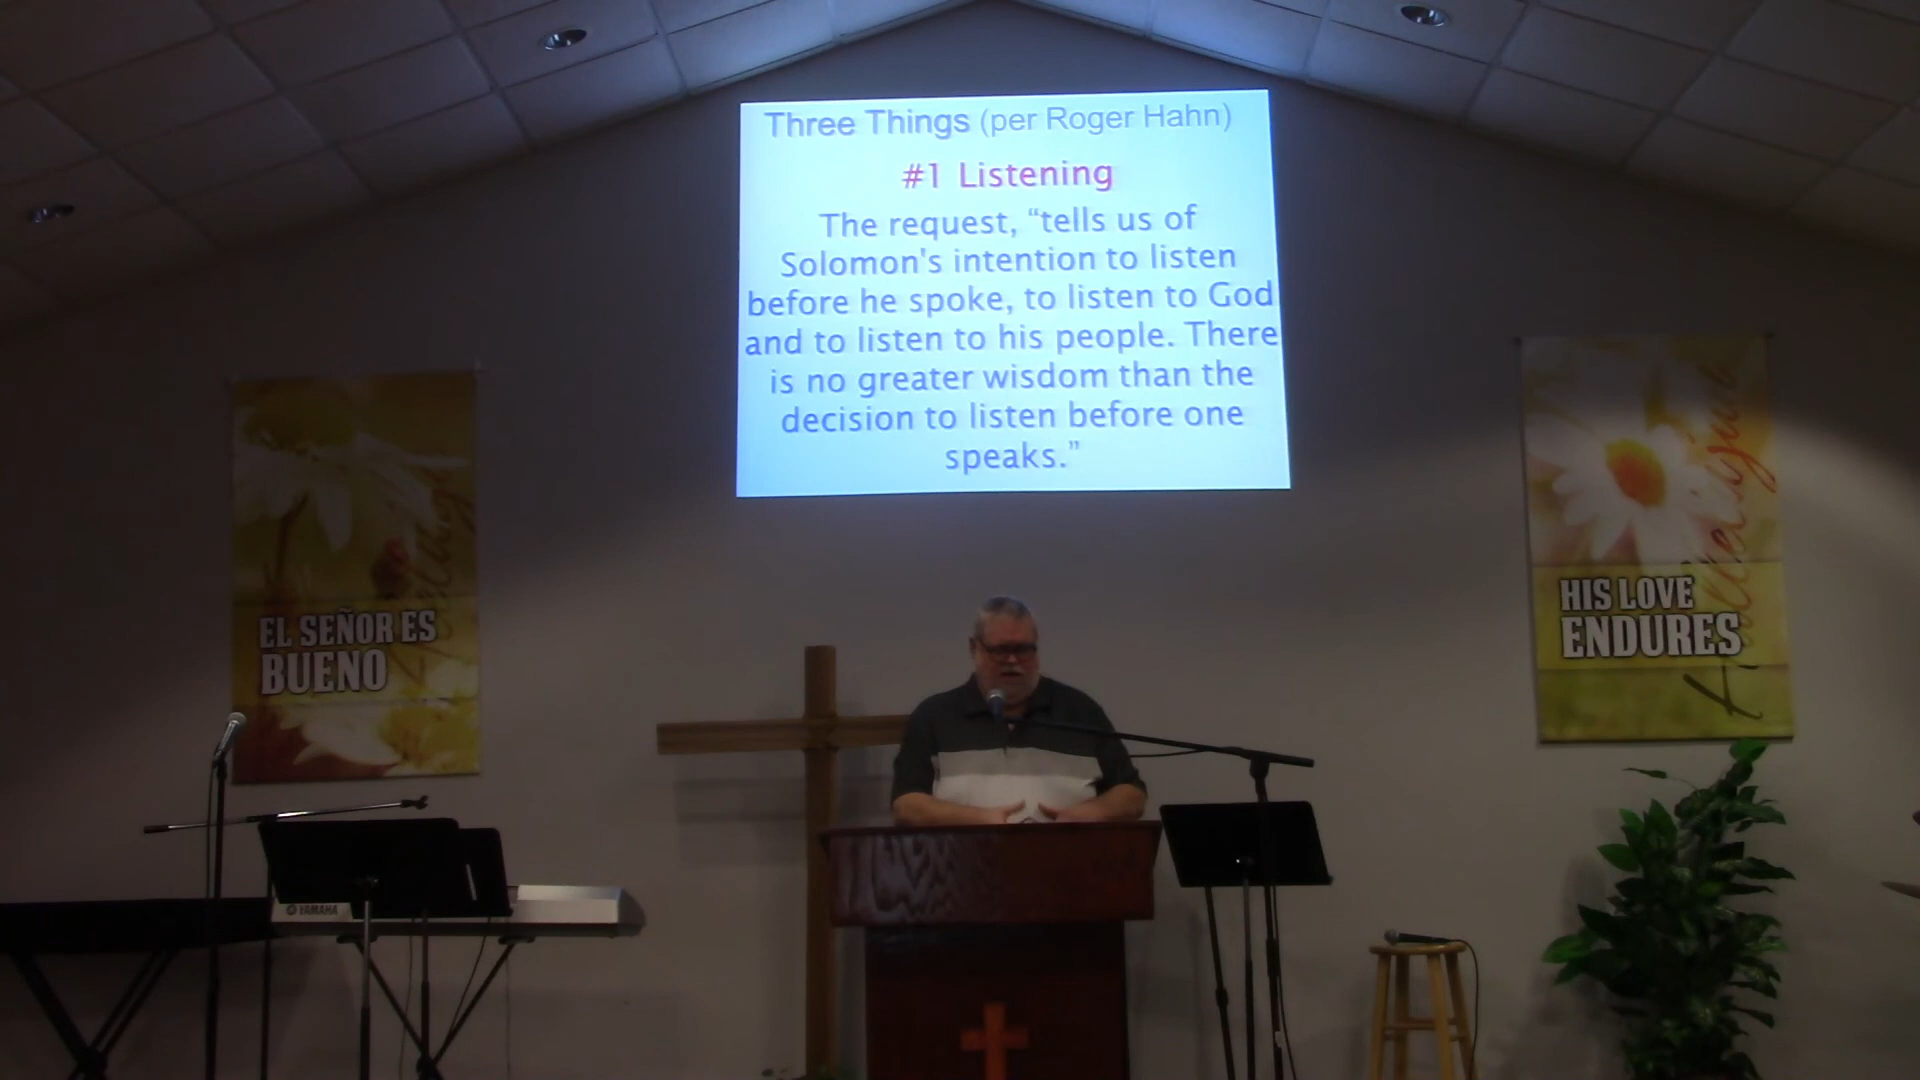 Three Things (per Roger Hahn)
#1 Listening
The request, “tells us of
Solomon's intention to listen
before he spoke, to listen to God
and to listen to his people. There
is no greater wisdom than the
decision to listen before one
speaks.”
EL SEÑOR ES
BUENO
Hallelujah
HIS LOVE
ENDURES
Hallelujah
YAMAHA